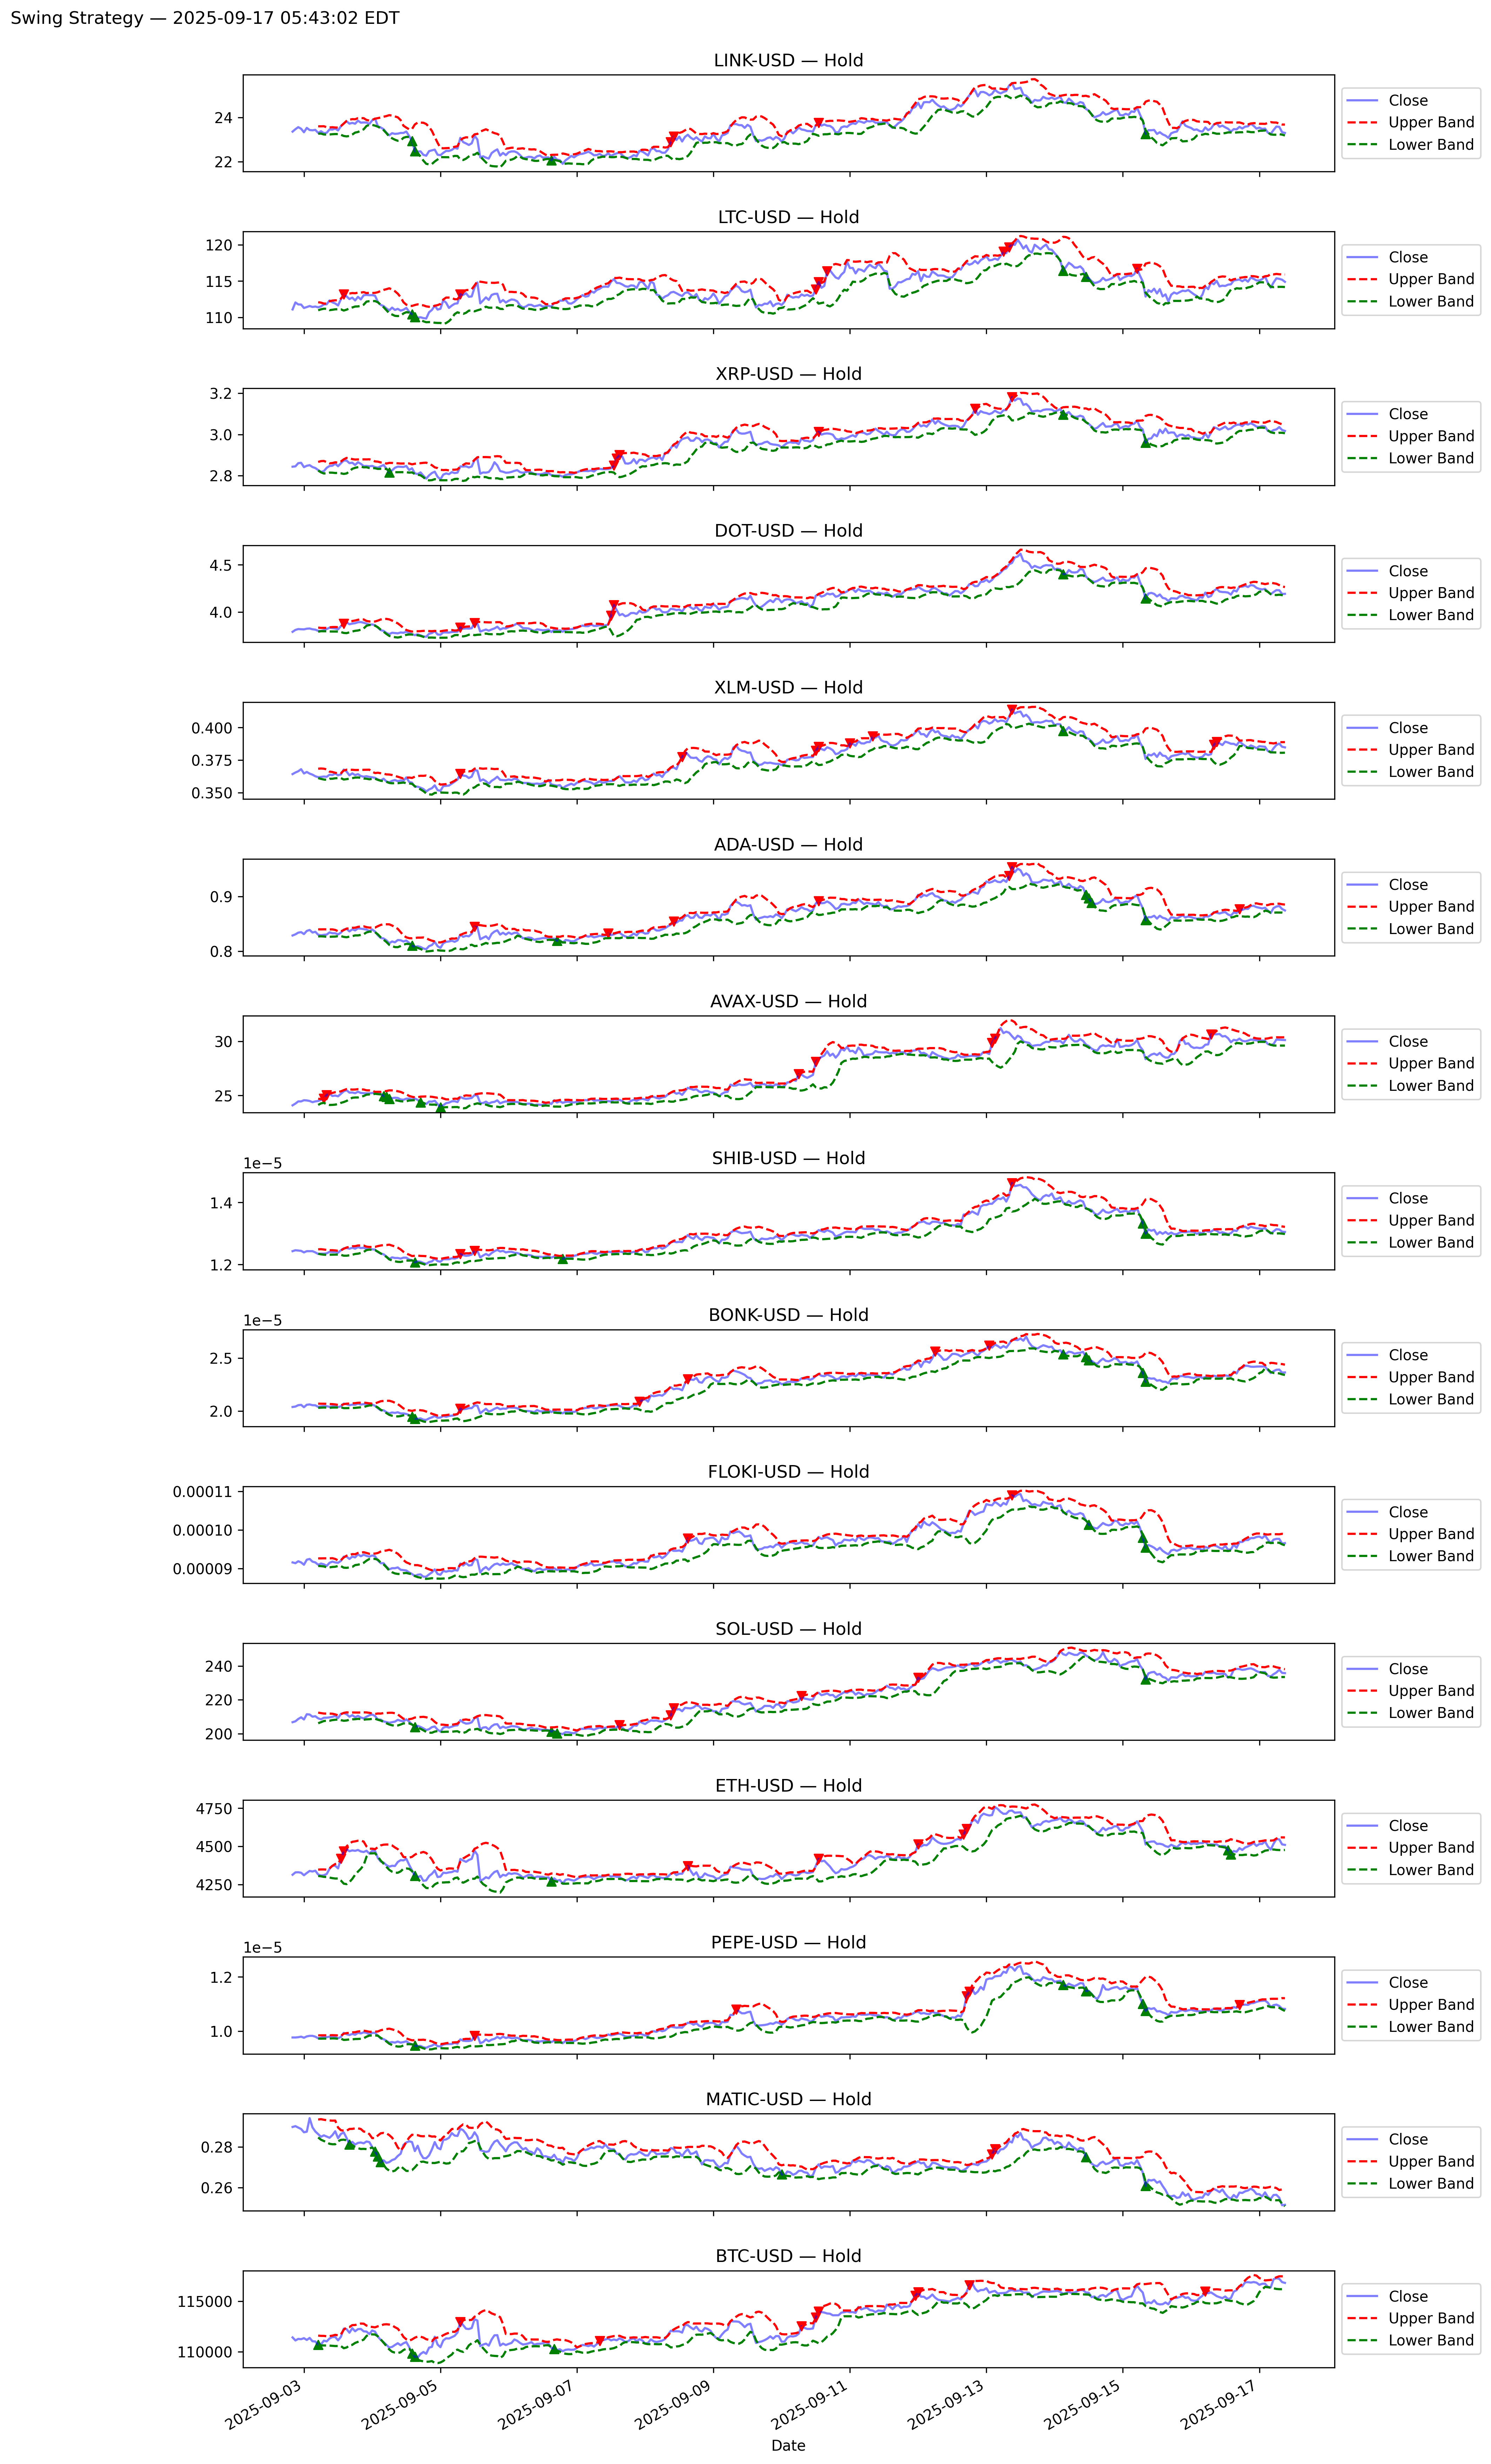 Swing Strategy — 2025-09-17 05:43:02 EDT
LINK-USD — Hold
24
22
Close
Upper Band
Lower Band
LTC-USD — Hold
120
115
110
Close
Upper Band
Lower Band
XRP-USD — Hold
3.2
3.0
2.8
Close
Upper Band
Lower Band
DOT-USD — Hold
4.5
4.0
Close
Upper Band
Lower Band
XLM-USD — Hold
0.400
0.375
0.350
Close
Upper Band
Lower Band
ADA-USD — Hold
0.9
0.8
Close
Upper Band
Lower Band
AVAX-USD — Hold
30
25
Close
Upper Band
Lower Band
SHIB-USD — Hold
1e−5
1.4
1.2
Close
Upper Band
Lower Band
BONK-USD — Hold
1e−5
2.5
2.0
Close
Upper Band
Lower Band
FLOKI-USD — Hold
0.00011
0.00010
0.00009
Close
Upper Band
Lower Band
SOL-USD — Hold
240
220
200
Close
Upper Band
Lower Band
ETH-USD — Hold
4750
4500
4250
Close
Upper Band
Lower Band
PEPE-USD — Hold
1e−5
1.2
1.0
Close
Upper Band
Lower Band
MATIC-USD — Hold
0.28
0.26
Close
Upper Band
Lower Band
BTC-USD — Hold
115000
110000
Close
Upper Band
Lower Band
2025-09-03
2025-09-05
2025-09-07
2025-09-09
2025-09-11
2025-09-13
2025-09-15
2025-09-17
Date